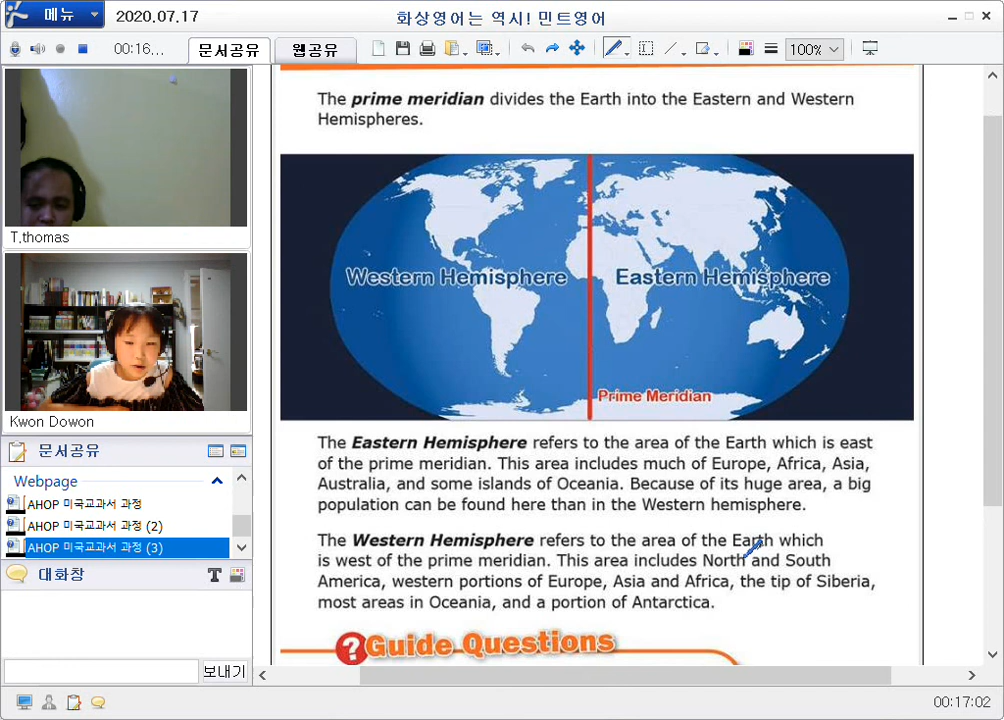 메뉴
2020.07.17
화상영어는 역시! 민트영어
00:16...
문서공유
웹공유
100%
T.thomas
Kwon Dowon
문서공유
Webpage
AHOP 미국교과서 과정
AHOP 미국교과서 과정 (2)
AHOP 미국교과서 과정 (3)
대화창
T
보내기
The prime meridian divides the Earth into the Eastern and Western
Hemispheres.
Western Hemisphere
Eastern Hemisphere
Prime Meridian
The Eastern Hemisphere refers to the area of the Earth which is east
of the prime meridian. This area includes much of Europe, Africa, Asia,
Australia, and some islands of Oceania. Because of its huge area, a big
population can be found here than in the Western hemisphere.
The Western Hemisphere refers to the area of the Earth which
is west of the prime meridian. This area includes North and South
America, western portions of Europe, Asia and Africa, the tip of Siberia,
most areas in Oceania, and a portion of Antarctica.
? Guide Questions
00:17:02